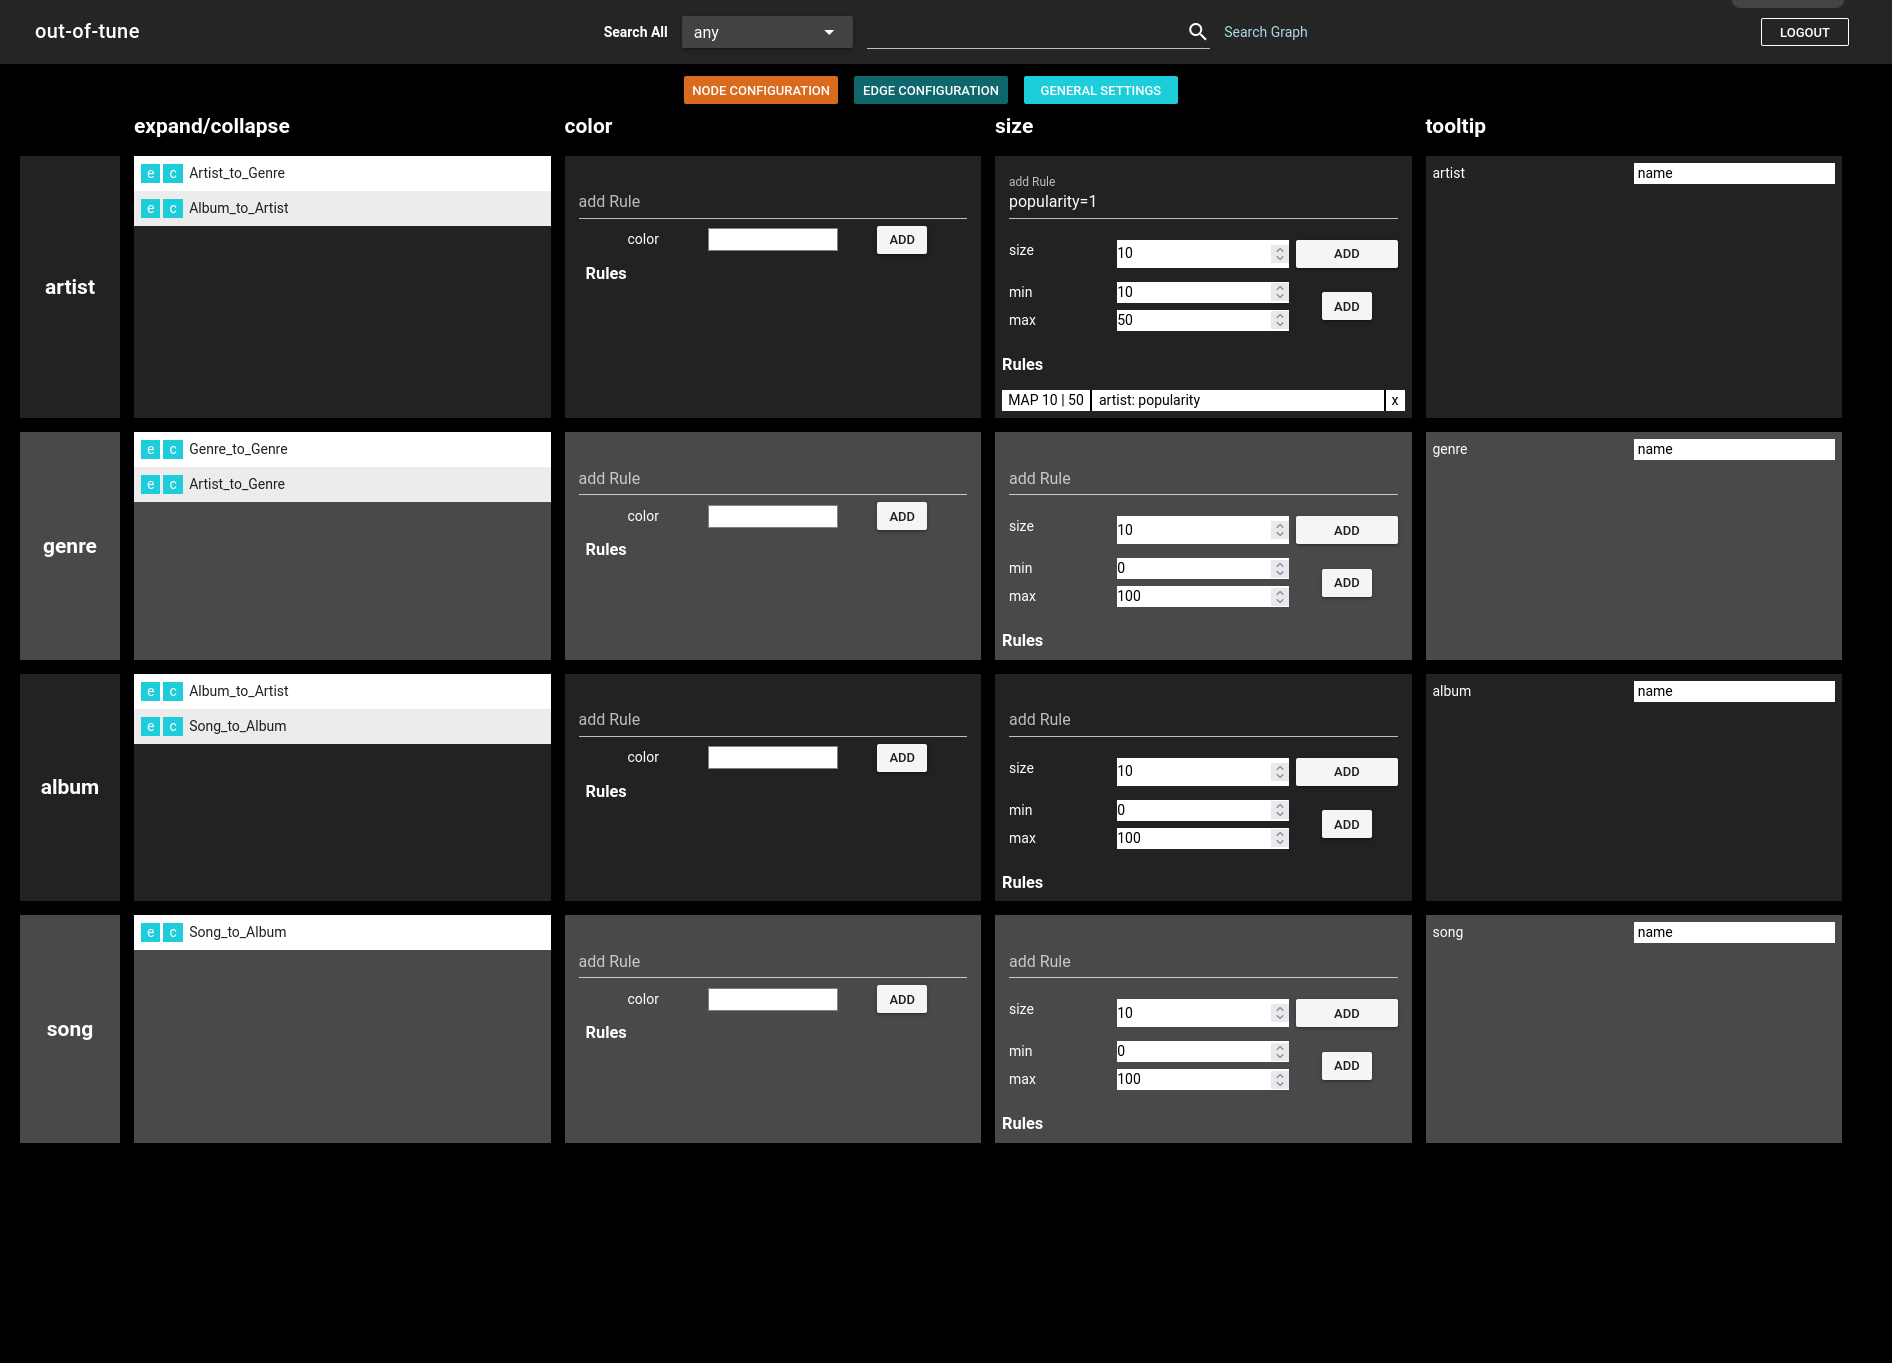 out-of-tune
Search All
any
Search Graph
LOGOUT
NODE CONFIGURATION
EDGE CONFIGURATION
GENERAL SETTINGS
expand/collapse
color
size
tooltip
artist
e c Artist_to_Genre
e c Album_to_Artist
add Rule
color
ADD
Rules
add Rule
popularity=1
size
10
ADD
min
10
max
50
ADD
Rules
MAP 10 | 50
artist: popularity
x
artist
name
genre
e c Genre_to_Genre
e c Artist_to_Genre
add Rule
color
ADD
Rules
add Rule
size
10
ADD
min
0
max
100
ADD
Rules
genre
name
album
e c Album_to_Artist
e c Song_to_Album
add Rule
color
ADD
Rules
add Rule
size
10
ADD
min
0
max
100
ADD
Rules
album
name
song
e c Song_to_Album
add Rule
color
ADD
Rules
add Rule
size
10
ADD
min
0
max
100
ADD
Rules
song
name